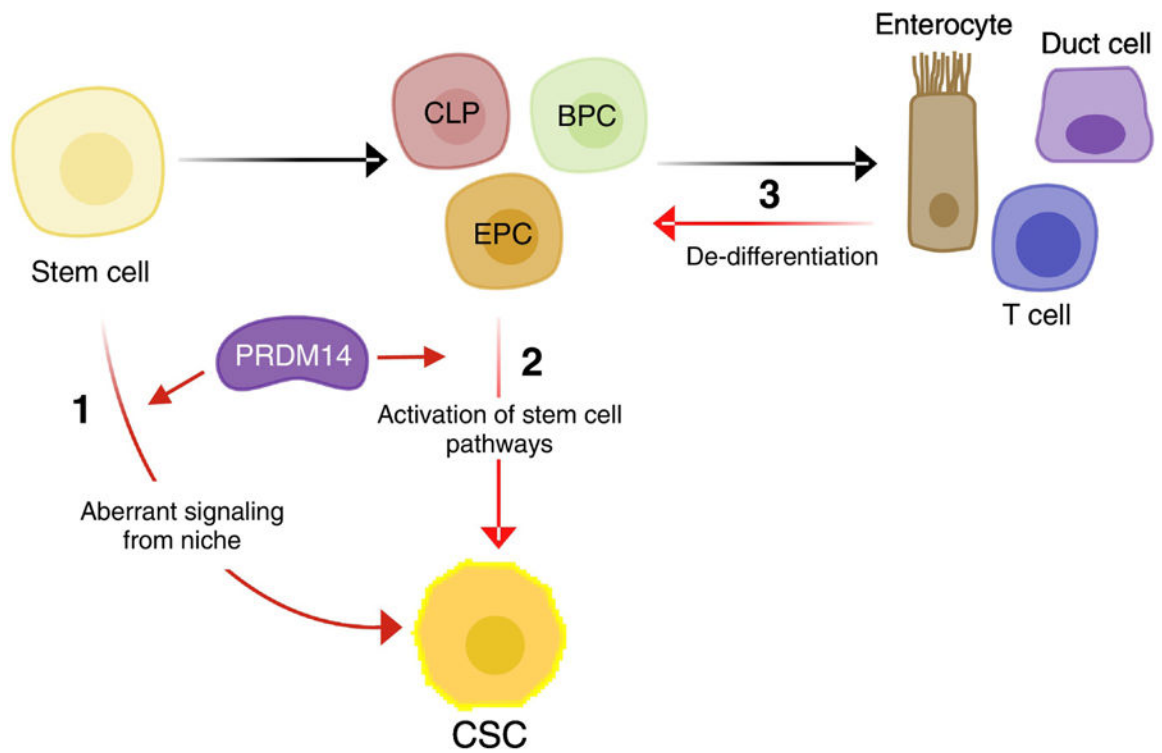 Enterocyte
Duct cell
CLP
BPC
EPC
3
De-differentiation
Stem cell
T cell
PRDM14
1
2
Activation of stem cell
pathways
Aberrant signaling
from niche
CSC